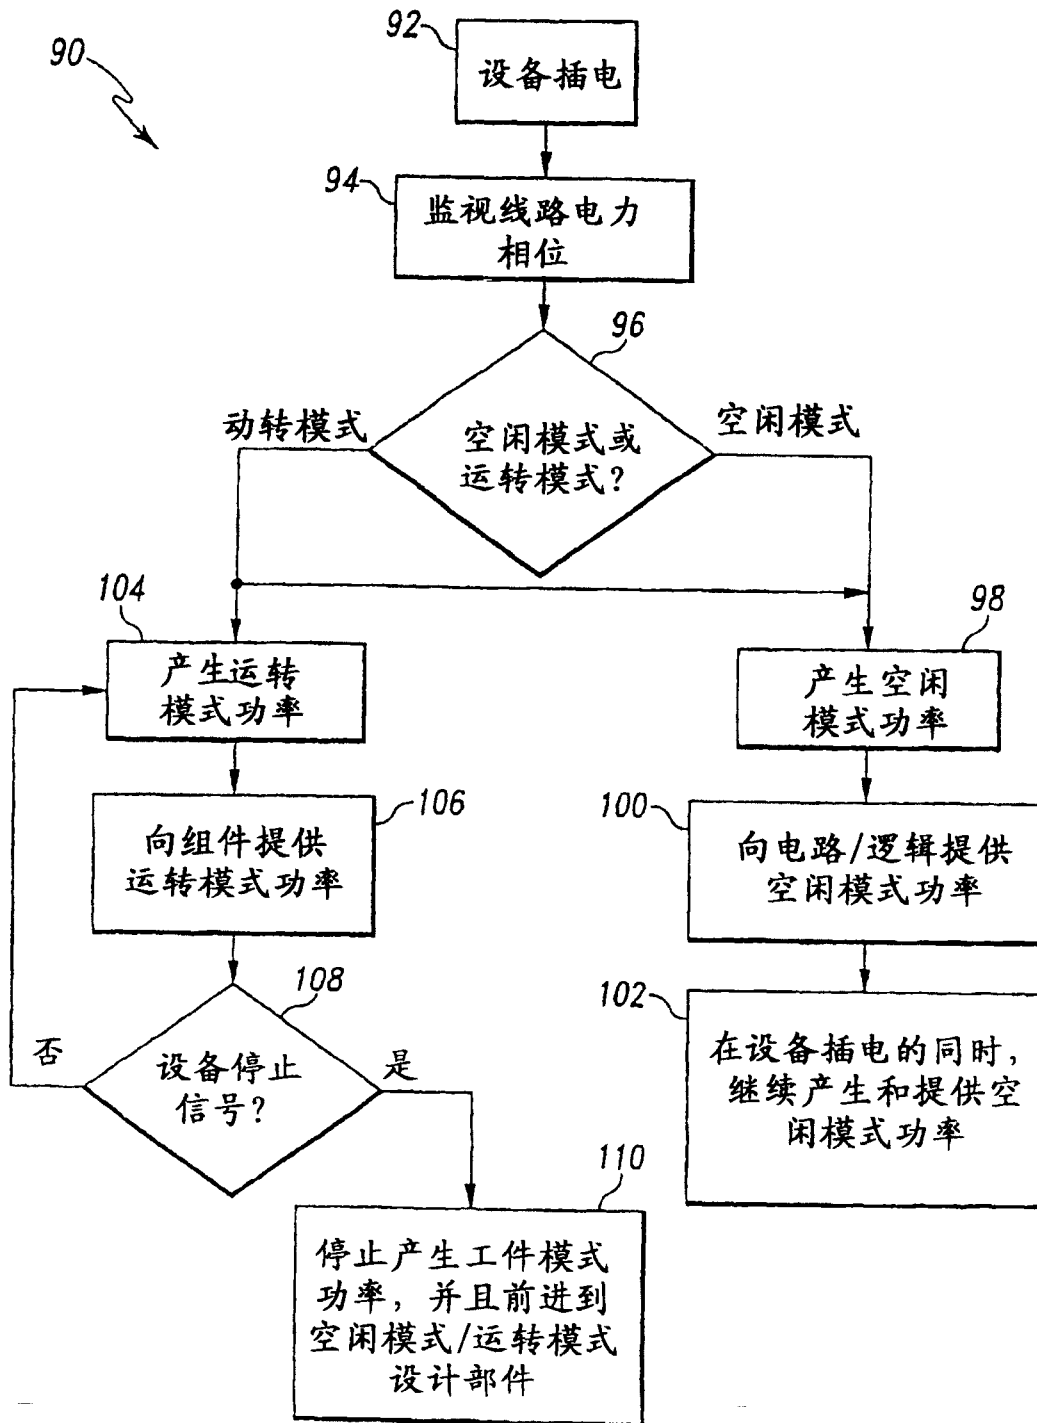 90
92
设备插电
94
监视线路电力
相位
96
动转模式
空闲模式
空闲模式或
运转模式?
104
产生运转
模式功率
98
产生空闲
模式功率
106
向组件提供
运转模式功率
100
向电路/逻辑提供
空闲模式功率
108
设备停止
信号?
否
是
102
在设备插电的同时,
继续产生和提供空
闲模式功率
110
停止产生工件模式
功率,并且前进到
空闲模式/运转模式
设计部件